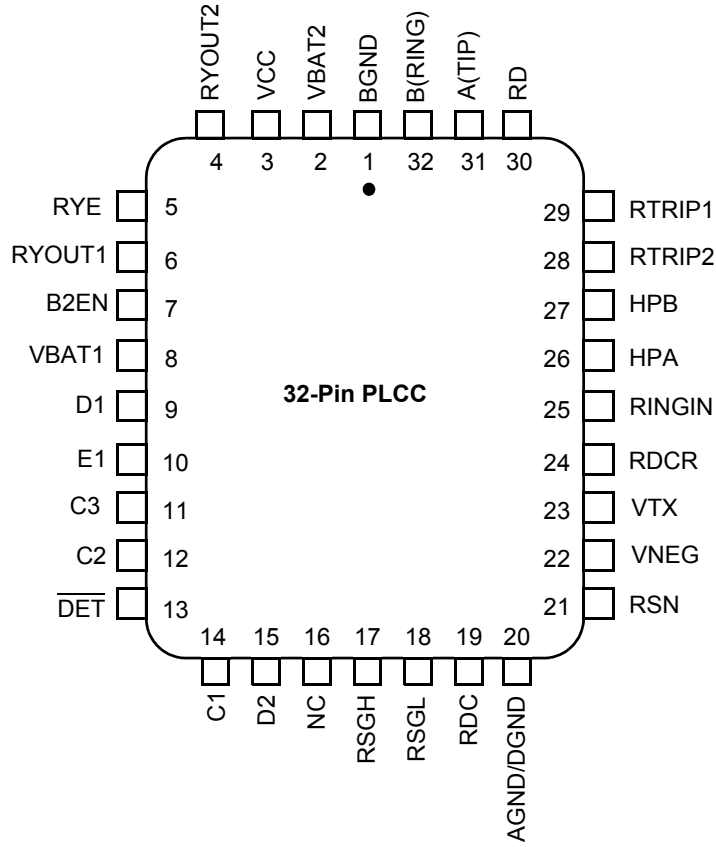 RYOUT2
VCC
VBAT2
BGND
B(RING)
A(TIP)
RD
4 3 2 1 32 31 30
RYE 5
RYOUT1 6
B2EN 7
VBAT1 8
D1 9
E1 10
C3 11
C2 12
DET 13
29 RTRIP1
28 RTRIP2
27 HPB
26 HPA
25 RINGIN
24 RDCR
23 VTX
22 VNEG
21 RSN
32-Pin PLCC
14 15 16 17 18 19 20
C1
D2
NC
RSGH
RSGL
RDC
AGND/DGND